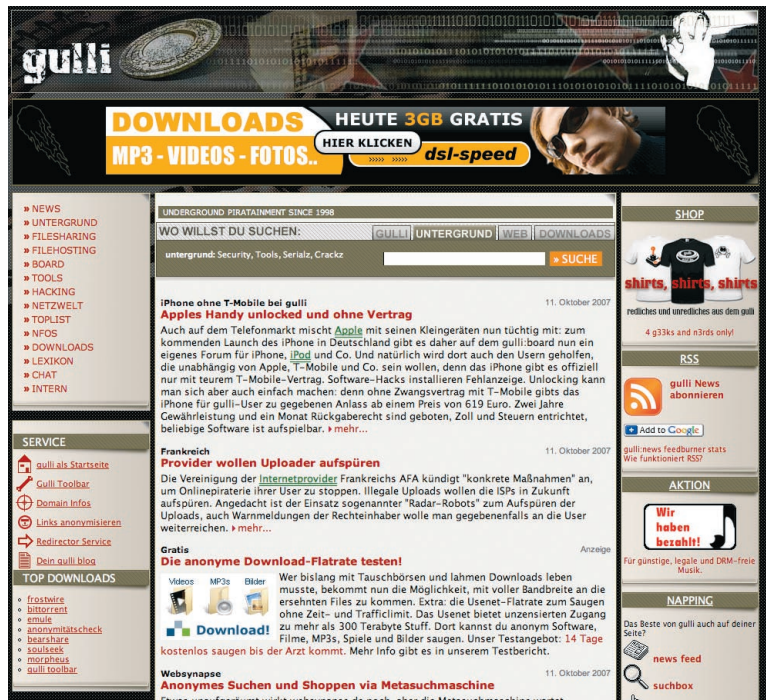 gulli
DOWNLOADS
MP3 - VIDEOS - FOTOS..
HEUTE 3GB GRATIS
HIER KLICKEN
>>>>> >>>>>
dsl-speed
» NEWS
» UNTERGRUND
» FILESHARING
» FILEHOSTING
» BOARD
» TOOLS
» HACKING
» NETZWELT
» TOPLIST
» NFOS
» DOWNLOADS
» LEXIKON
» CHAT
» INTERN
SERVICE
gulli als Startseite
Gulli Toolbar
Domain Infos
Links anonymisieren
Redirector Service
Dein gulli blog
TOP DOWNLOADS
frostwire
bittorrent
emule
anonymitätscheck
bearshare
soulseek
morpheus
gulli toolbar
UNDERGROUND PIRATAINMENT SINCE 1998
WO WILLST DU SUCHEN: GULLI UNTERGRUND WEB DOWNLOADS
untergrund: Security, Tools, Serialz, Crackz
» SUCHE
iPhone ohne T-Mobile bei gulli 11. Oktober 2007
Apples Handy unlocked und ohne Vertrag
Auch auf dem Telefonmarkt mischt Apple mit seinen Kleingeräten nun tüchtig mit: zum
kommenden Launch des iPhone in Deutschland gibt es daher auf dem gulli:board nun ein
eigenes Forum für iPhone, iPod und Co. Und natürlich wird dort auch den Usern geholfen,
die unabhängig von Apple, T-Mobile und Co. sein wollen, denn das iPhone gibt es offiziell
nur mit teurem T-Mobile-Vertrag. Software-Hacks installieren Fehlanzeige. Unlocking kann
man sich aber auch einfach machen: denn ohne Zwangsvertrag mit T-Mobile gibts das
iPhone für gulli-User zu gegebenen Anlass ab einem Preis von 619 Euro. Zwei Jahre
Gewährleistung und ein Monat Rückgaberecht sind geboten, Zoll und Steuern entrichtet,
beliebige Software ist aufspielbar. mehr...
Frankreich 11. Oktober 2007
Provider wollen Uploader aufspüren
Die Vereinigung der Internetprovider Frankreichs AFA kündigt "konkrete Maßnahmen" an,
um Onlinepiraterie ihrer User zu stoppen. Illegale Uploads wollen die ISPs in Zukunft
aufspüren. Angedacht ist der Einsatz sogenannter "Radar-Robots" zum Aufspüren der
Uploads, auch Warnmeldungen der Rechteinhaber wolle man gegebenenfalls an die User
weiterreichen. mehr...
Gratis Anzeige
Die anonyme Download-Flatrate testen!
Videos MP3s Bilder
Download!
Wer bislang mit Tauschbörsen und lahmen Downloads leben
musste, bekommt nun die Möglichkeit, mit voller Bandbreite an die
ersehnten Files zu kommen. Extra: die Usenet-Flatrate zum Saugen
ohne Zeit- und Trafficlimit. Das Usenet bietet unzensierten Zugang
zu mehr als 300 Terabyte Stuff. Dort kannst du anonym Software,
Filme, MP3s, Spiele und Bilder saugen. Unser Testangebot: 14 Tage
kostenlos saugen bis der Arzt kommt. Mehr Info gibt es in unserem Testbericht.
Websynapse 11. Oktober 2007
Anonymes Suchen und Shoppen via Metasuchmaschine
SHOP
shirts, shirts, shirts
redliches und unredliches aus dem gulli
4 g33ks and n3rds only!
RSS
gulli News
abonnieren
+ Add to Google
gulli:news feedburner stats
Wie funktioniert RSS?
AKTION
Wir
haben
bezahlt!
Für günstige, legale und DRM-freie
Musik.
NAPPING
Das Beste von gulli auch auf deiner
Seite?
news feed
suchbox